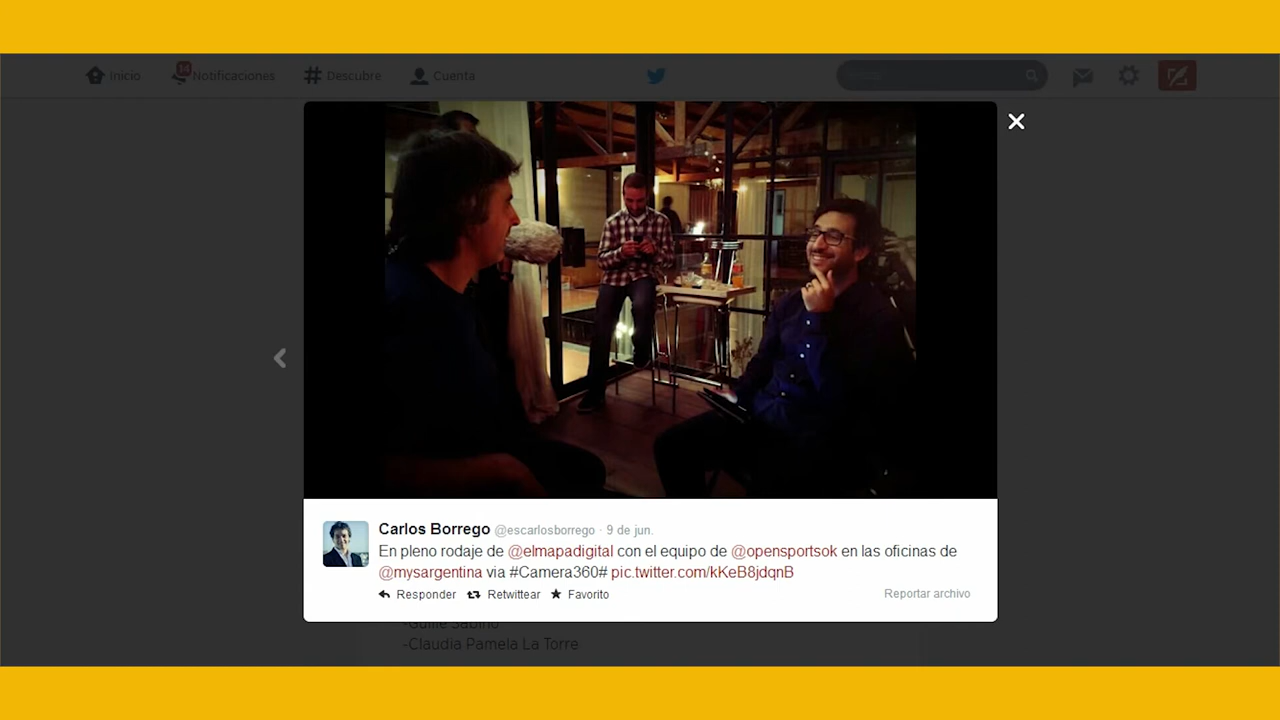 Inicio
14
Notificaciones
Descubre
Cuenta
Carlos Borrego @escarlosborrego · 9 de jun.
En pleno rodaje de @elmapadigital con el equipo de @opensportsok en las oficinas de
@mysargentina via #Camera360# pic.twitter.com/kKeB8jdqnB
Responder Retwittear Favorito Reportar archivo
-Guille Sabino
-Claudia Pamela La Torre